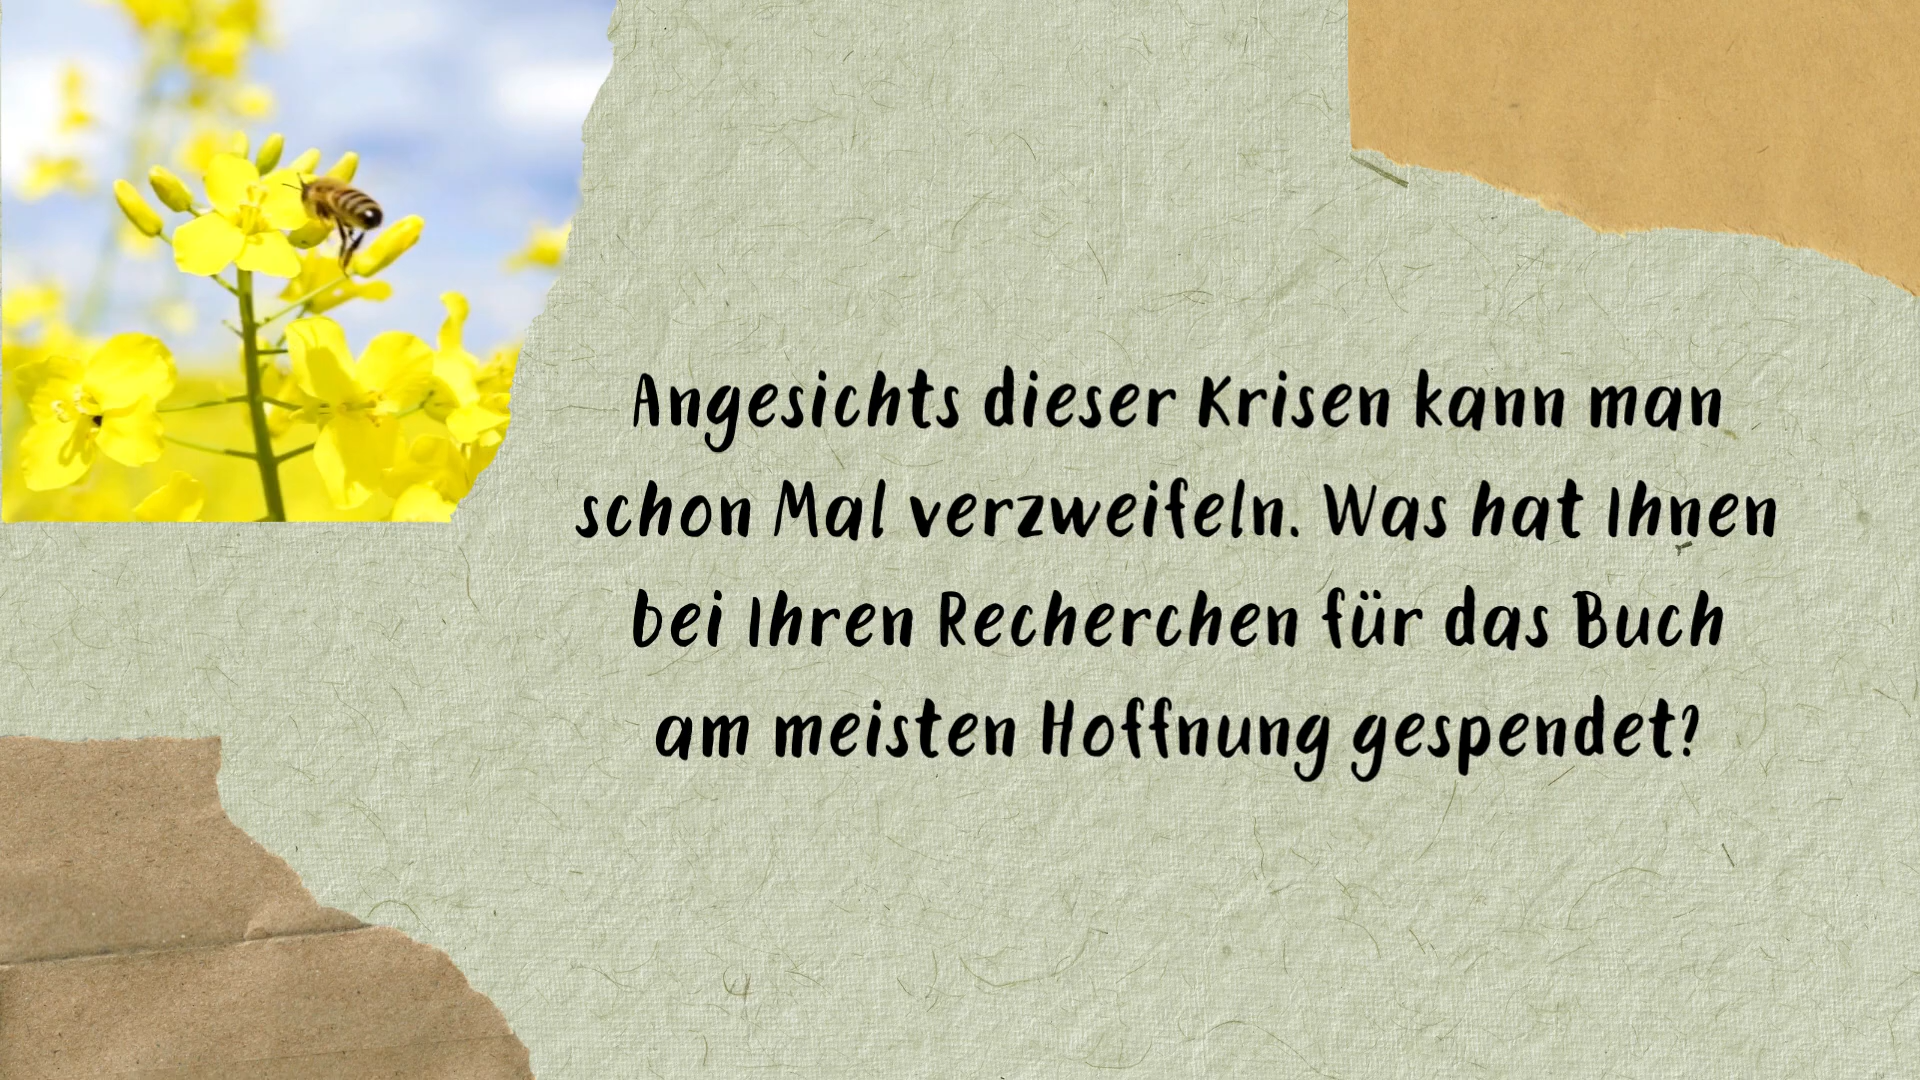 Angesichts dieser Krisen kann man
schon Mal verzweifeln. Was hat Ihnen
bei Ihren Recherchen für das Buch
am meisten Hoffnung gespendet?